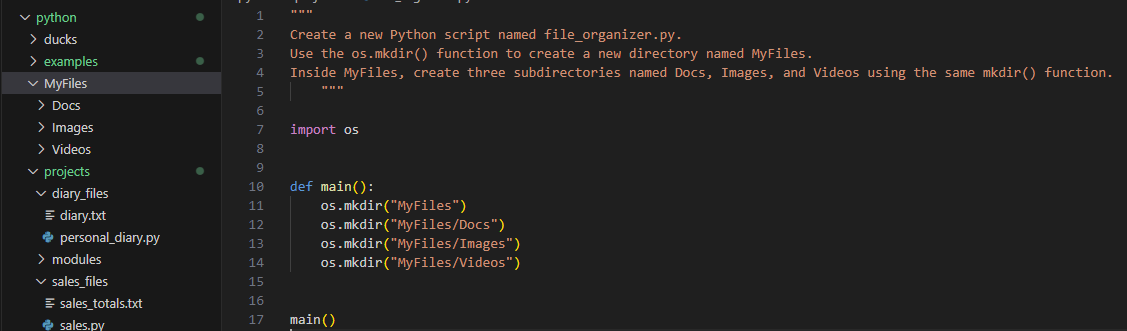 python
ducks
examples
MyFiles
Docs
Images
Videos
projects
diary_files
diary.txt
personal_diary.py
modules
sales_files
sales_totals.txt
sales.py
1 """
2 Create a new Python script named file_organizer.py.
3 Use the os.mkdir() function to create a new directory named MyFiles.
4 Inside MyFiles, create three subdirectories named Docs, Images, and Videos using the same mkdir() function.
5     """
6
7 import os
8
9
10 def main():
11     os.mkdir("MyFiles")
12     os.mkdir("MyFiles/Docs")
13     os.mkdir("MyFiles/Images")
14     os.mkdir("MyFiles/Videos")
15
16
17 main()